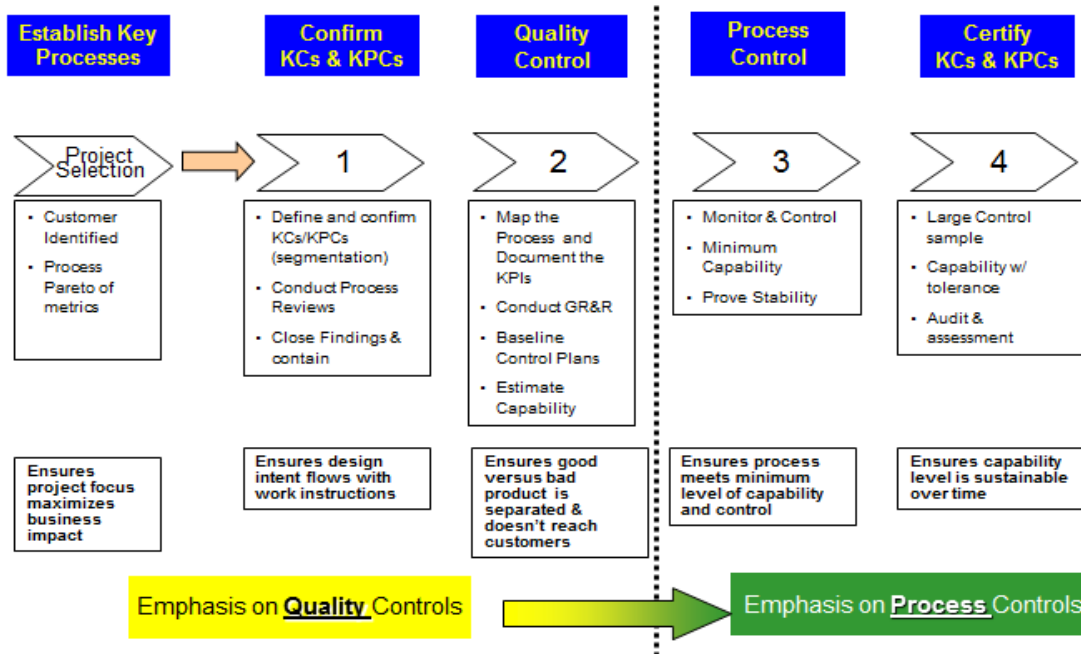 Establish Key
Processes
Confirm
KCs & KPCs
Quality
Control
Process
Control
Certify
KCs & KPCs
Project
Selection
1
2
3
4
• Customer
Identified
• Process
Pareto of
metrics
• Define and confirm
KCs/KPCs
(segmentation)
• Conduct Process
Reviews
• Close Findings &
contain
• Map the
Process and
Document the
KPIs
• Conduct GR&R
• Baseline
Control Plans
• Estimate
Capability
• Monitor & Control
• Minimum
Capability
• Prove Stability
• Large Control
sample
• Capability w/
tolerance
• Audit &
assessment
Ensures
project focus
maximizes
business
impact
Ensures design
intent flows with
work instructions
Ensures good
versus bad
product is
separated &
doesn't reach
customers
Ensures process
meets minimum
level of capability
and control
Ensures capability
level is sustainable
over time
Emphasis on Quality Controls
Emphasis on Process Controls